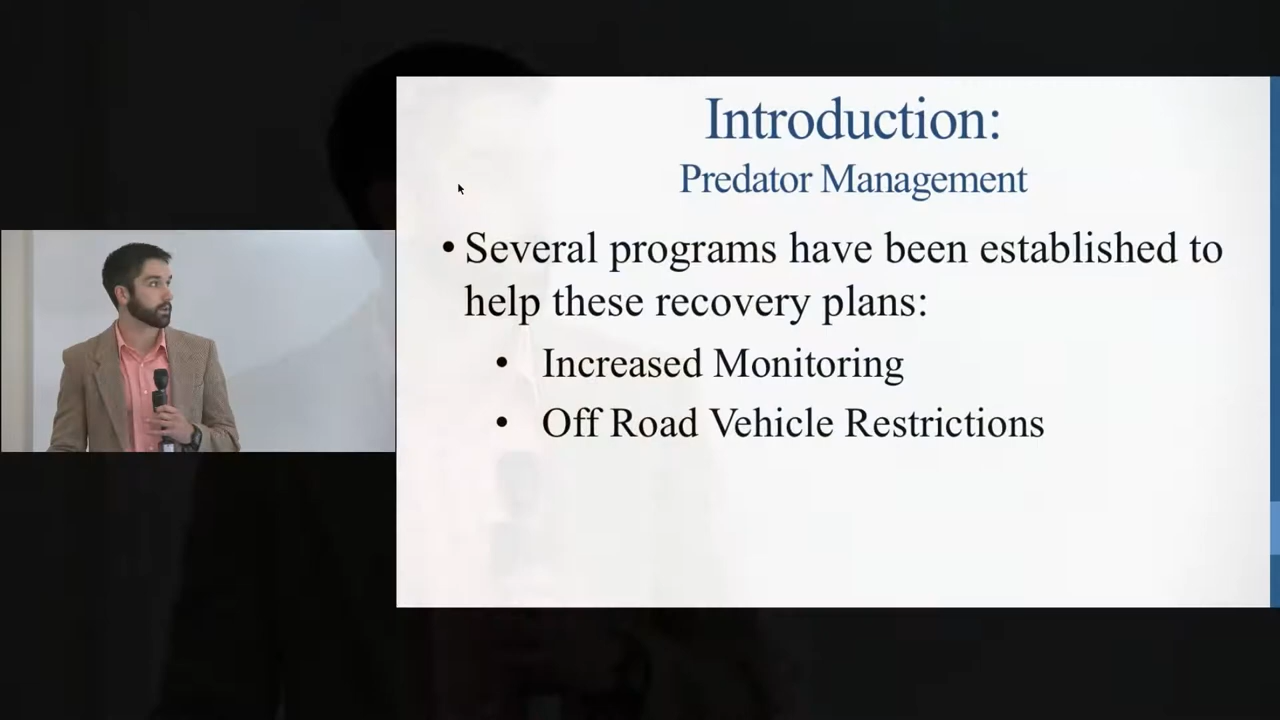 Introduction:
Predator Management
• Several programs have been established to
help these recovery plans:
• Increased Monitoring
• Off Road Vehicle Restrictions